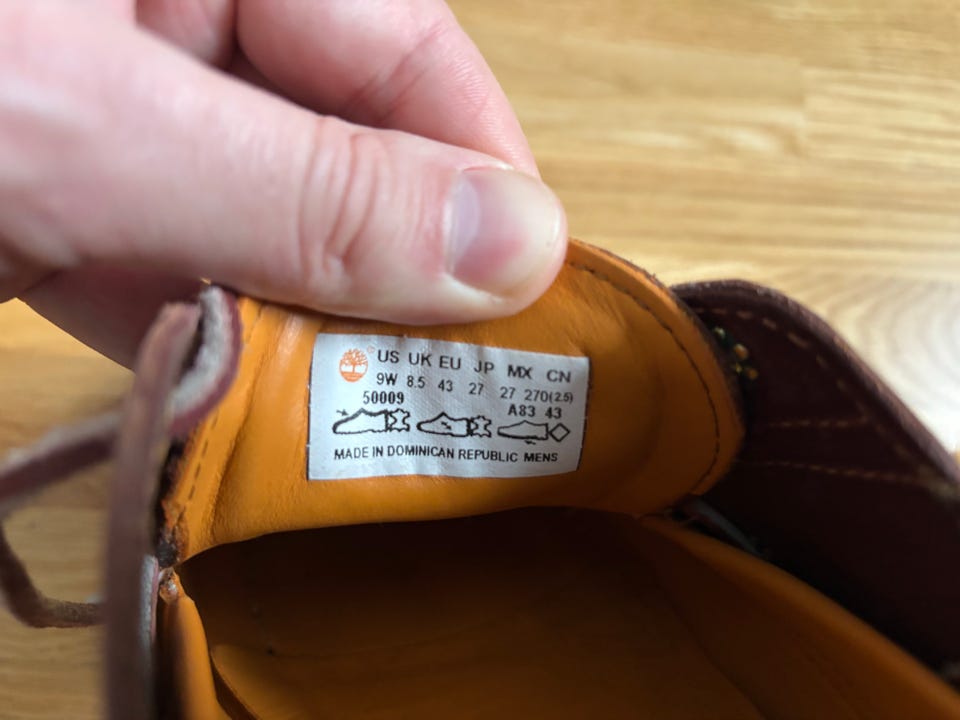 ® US UK EU JP MX CN
9W 8.5 43 27 27 270(2.5)
50009 A83 43
MADE IN DOMINICAN REPUBLIC MENS